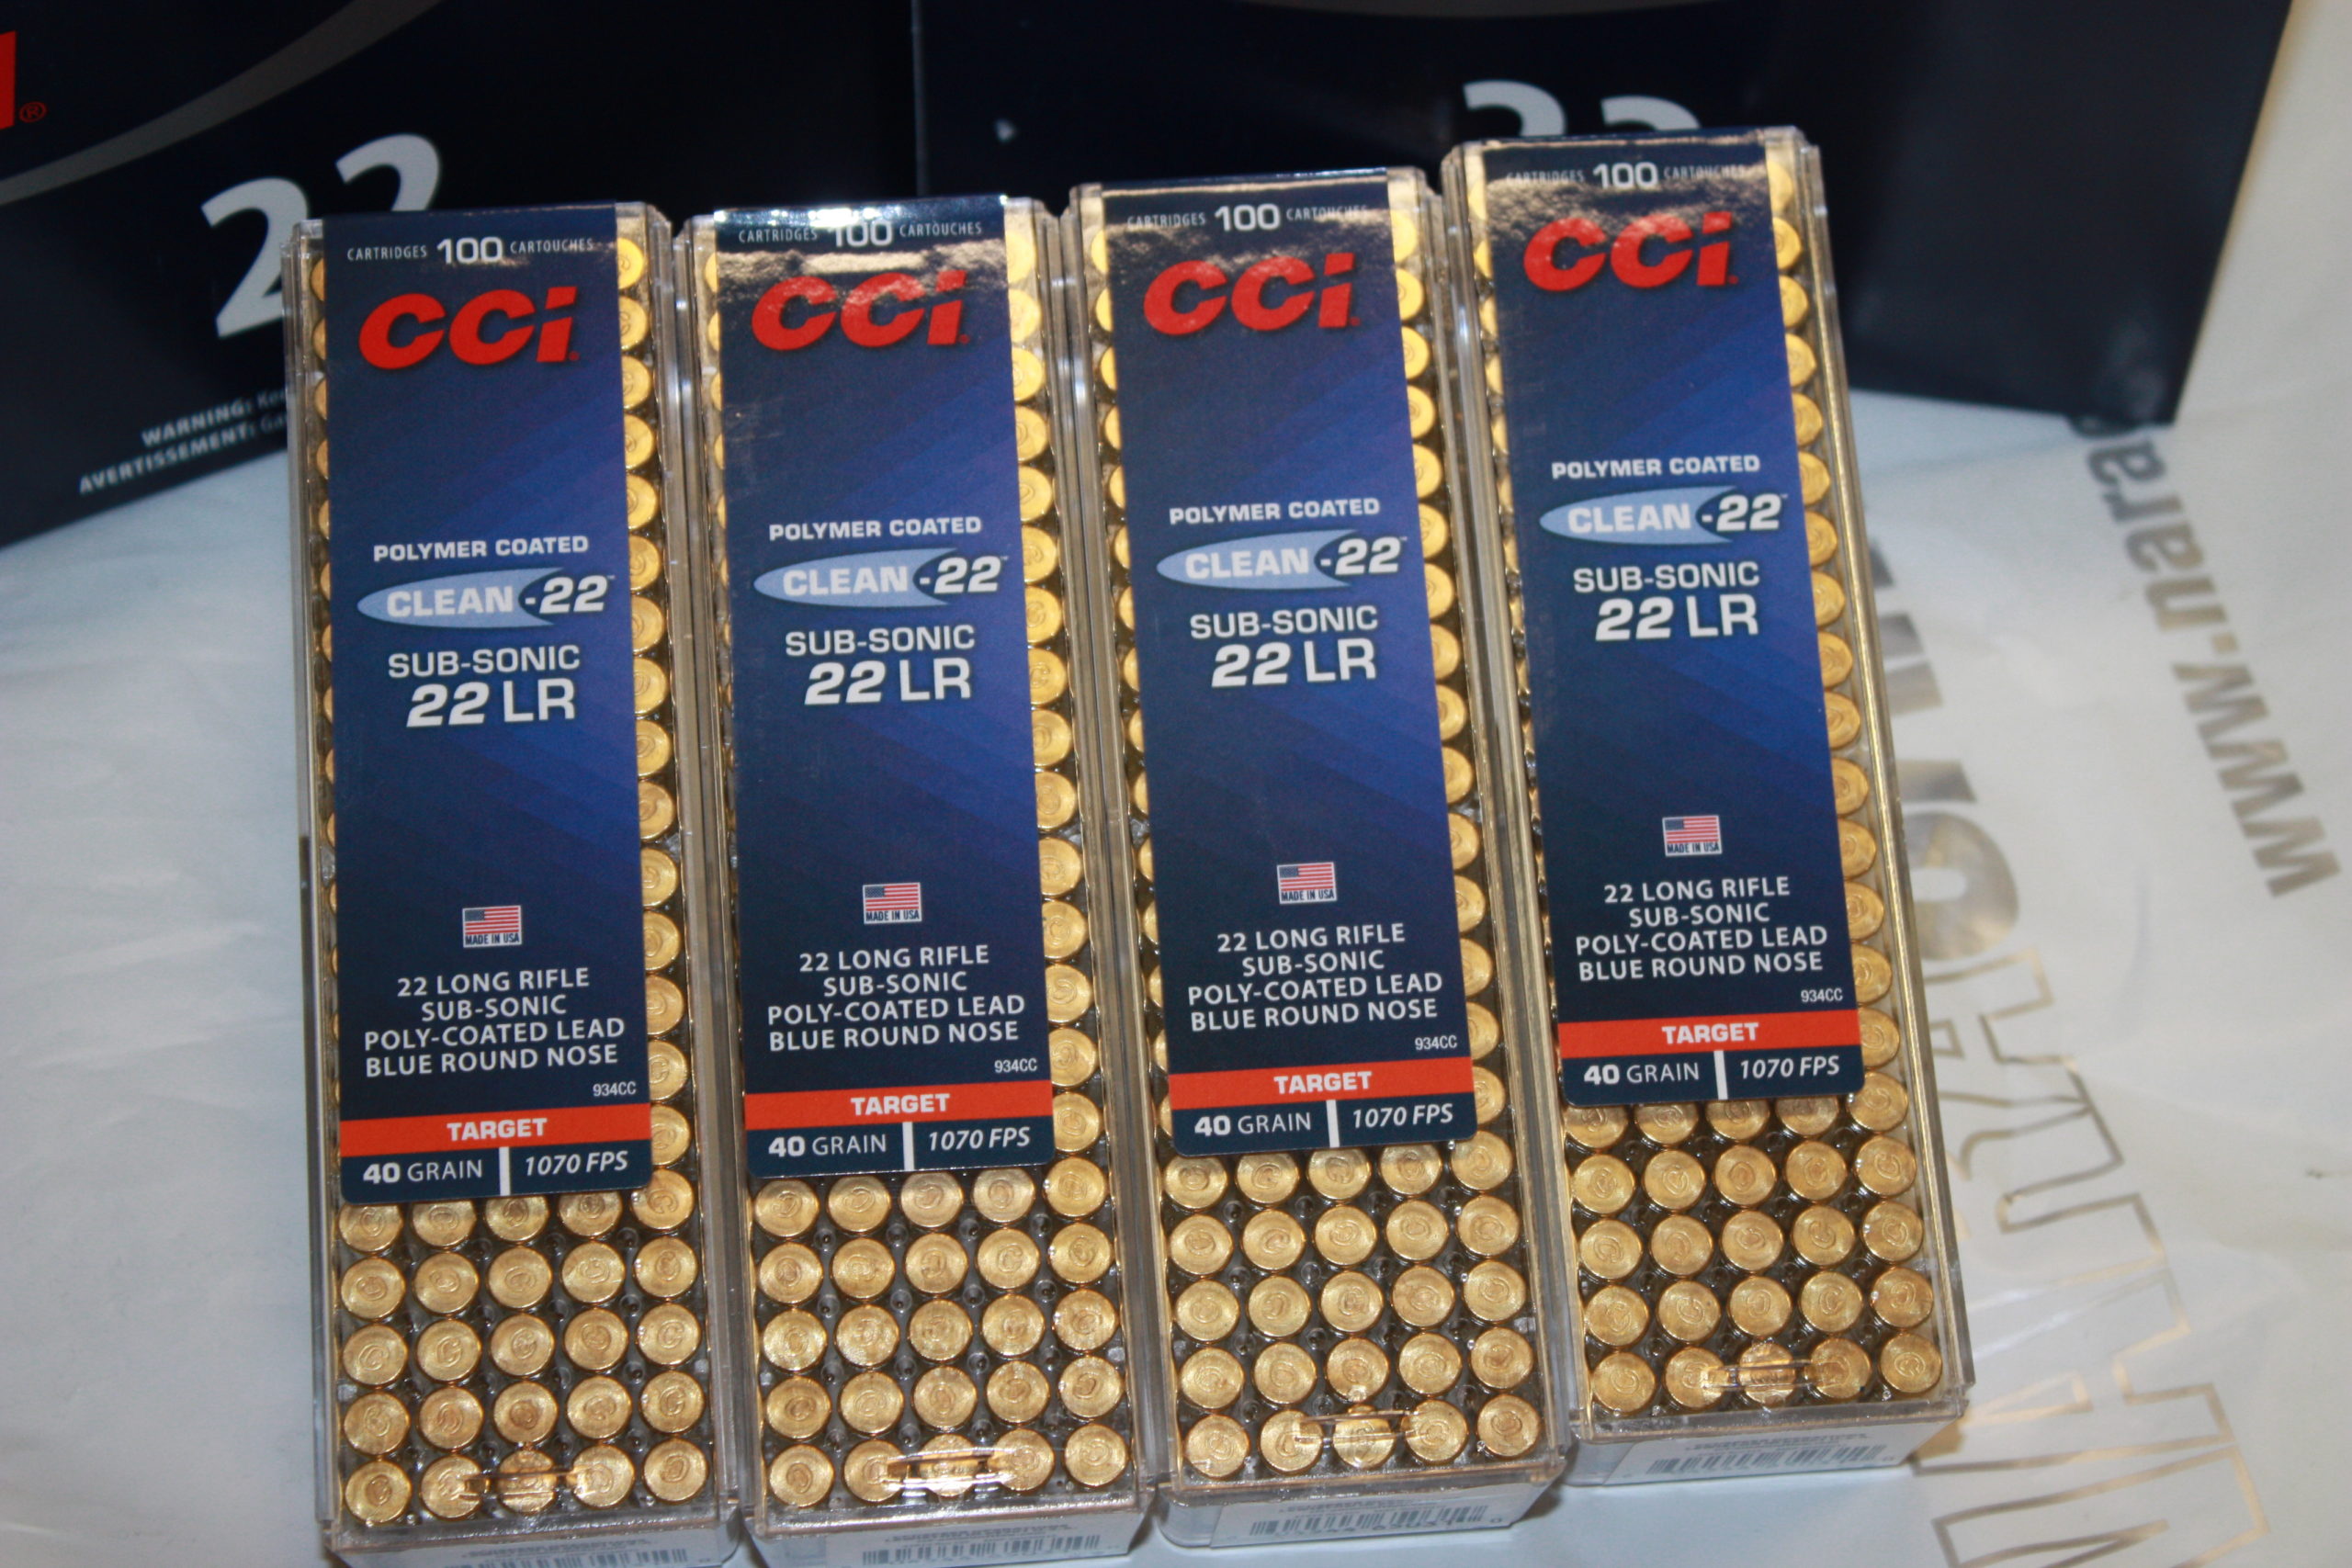 22
WARNING:
AVERTISSEMENT:
22
CARTRIDGES 100 CARTOUCHES
CCI
POLYMER COATED
CLEAN-22™
SUB-SONIC
22 LR
MADE IN USA
22 LONG RIFLE
SUB-SONIC
POLY-COATED LEAD
BLUE ROUND NOSE
934CC
TARGET
40 GRAIN | 1070 FPS
CARTRIDGES 100 CARTOUCHES
CCI
POLYMER COATED
CLEAN-22™
SUB-SONIC
22 LR
MADE IN USA
22 LONG RIFLE
SUB-SONIC
POLY-COATED LEAD
BLUE ROUND NOSE
934CC
TARGET
40 GRAIN | 1070 FPS
CARTRIDGES 100 CARTOUCHES
CCI
POLYMER COATED
CLEAN-22™
SUB-SONIC
22 LR
MADE IN USA
22 LONG RIFLE
SUB-SONIC
POLY-COATED LEAD
BLUE ROUND NOSE
934CC
TARGET
40 GRAIN | 1070 FPS
CARTRIDGES 100 CARTOUCHES
CCI
POLYMER COATED
CLEAN-22™
SUB-SONIC
22 LR
MADE IN USA
22 LONG RIFLE
SUB-SONIC
POLY-COATED LEAD
BLUE ROUND NOSE
934CC
TARGET
40 GRAIN | 1070 FPS
www.nara